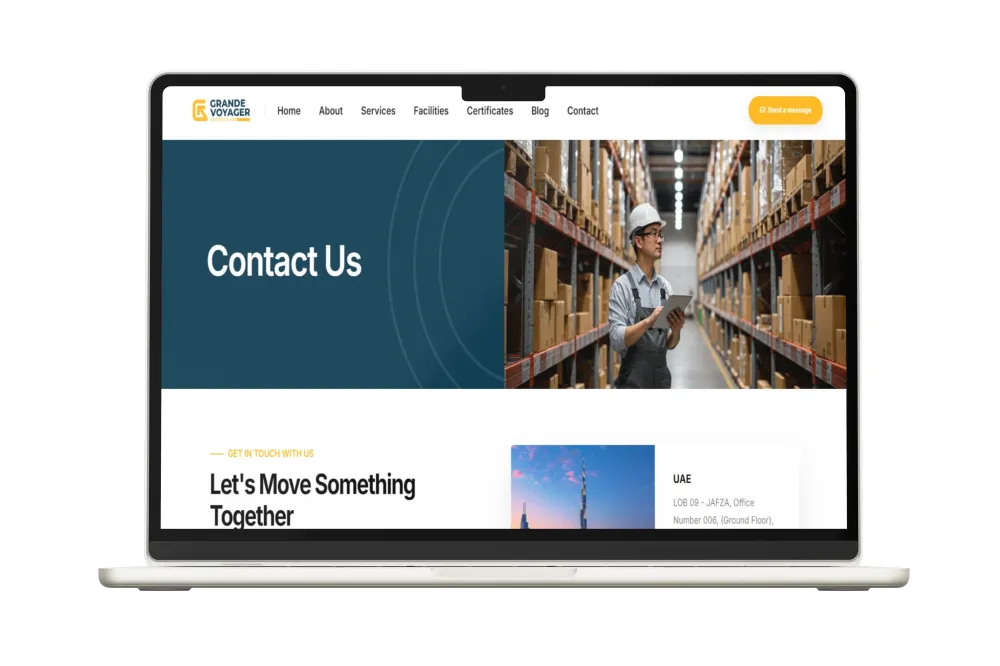 GRANDE
VOYAGER
Home About Services Facilities Certificates Blog Contact
Send a message
Contact Us
GET IN TOUCH WITH US
Let's Move Something
Together
UAE
LOB 09 - JAFZA, Office
Number 006, (Ground Floor),